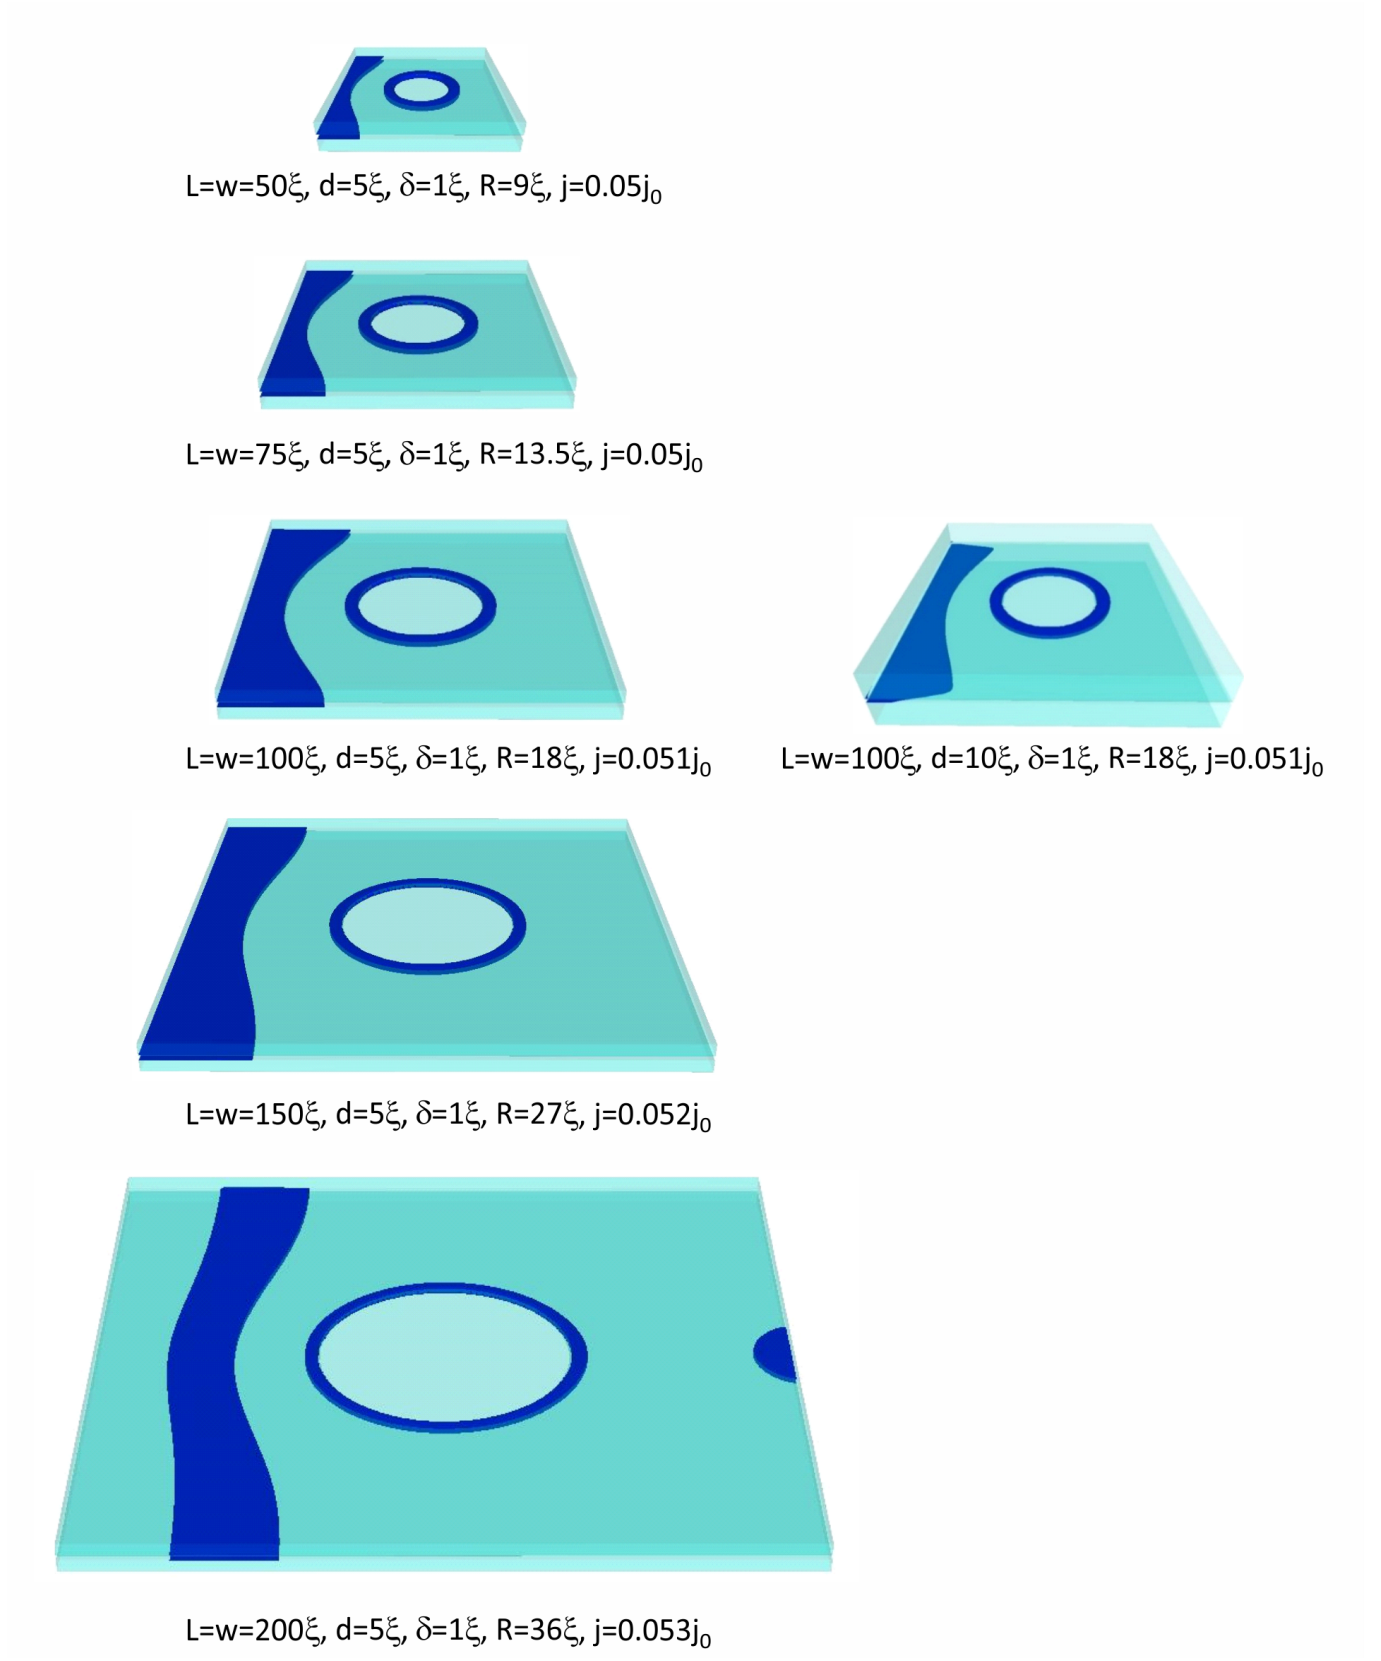 L=w=50ξ, d=5ξ, δ=1ξ, R=9ξ, j=0.05j₀
L=w=75ξ, d=5ξ, δ=1ξ, R=13.5ξ, j=0.05j₀
L=w=100ξ, d=5ξ, δ=1ξ, R=18ξ, j=0.051j₀
L=w=100ξ, d=10ξ, δ=1ξ, R=18ξ, j=0.051j₀
L=w=150ξ, d=5ξ, δ=1ξ, R=27ξ, j=0.052j₀
L=w=200ξ, d=5ξ, δ=1ξ, R=36ξ, j=0.053j₀